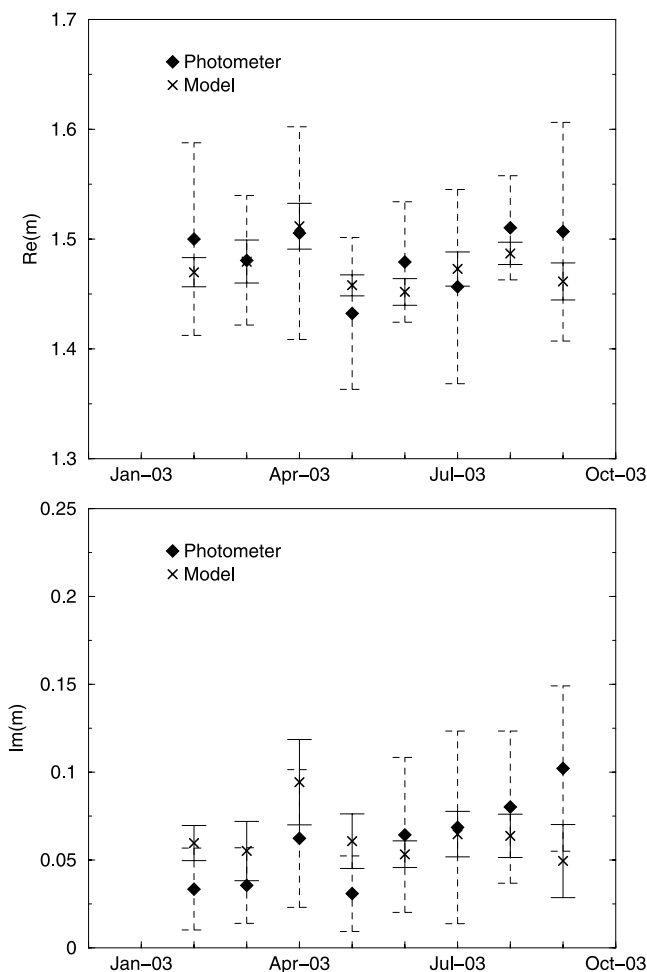 1.7
Photometer
Model
1.6
1.5
Re(m)
1.4
1.3
Jan–03 Apr–03 Jul–03 Oct–03
0.25
Photometer
Model
0.2
0.15
Im(m)
0.1
0.05
0
Jan–03 Apr–03 Jul–03 Oct–03